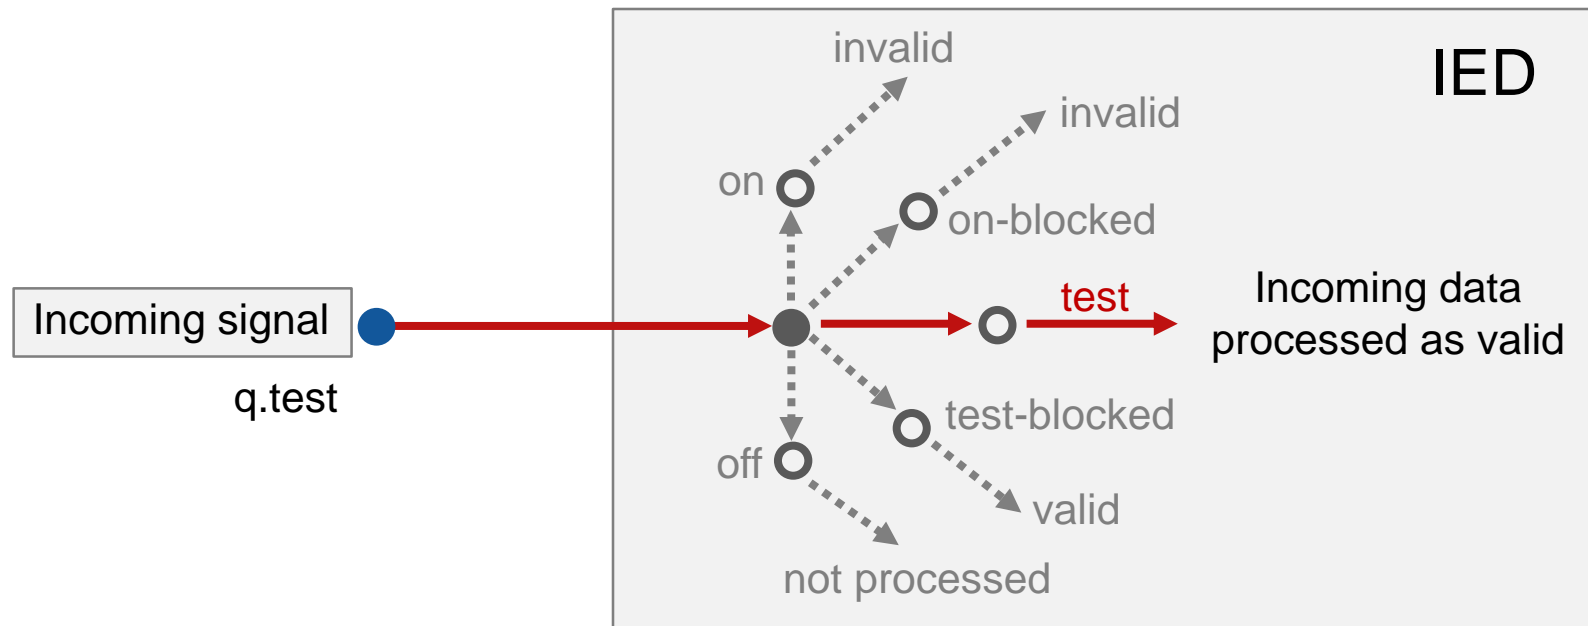 IED
invalid
invalid
on
on-blocked
Incoming signal
q.test
test
Incoming data
processed as valid
test-blocked
off
valid
not processed